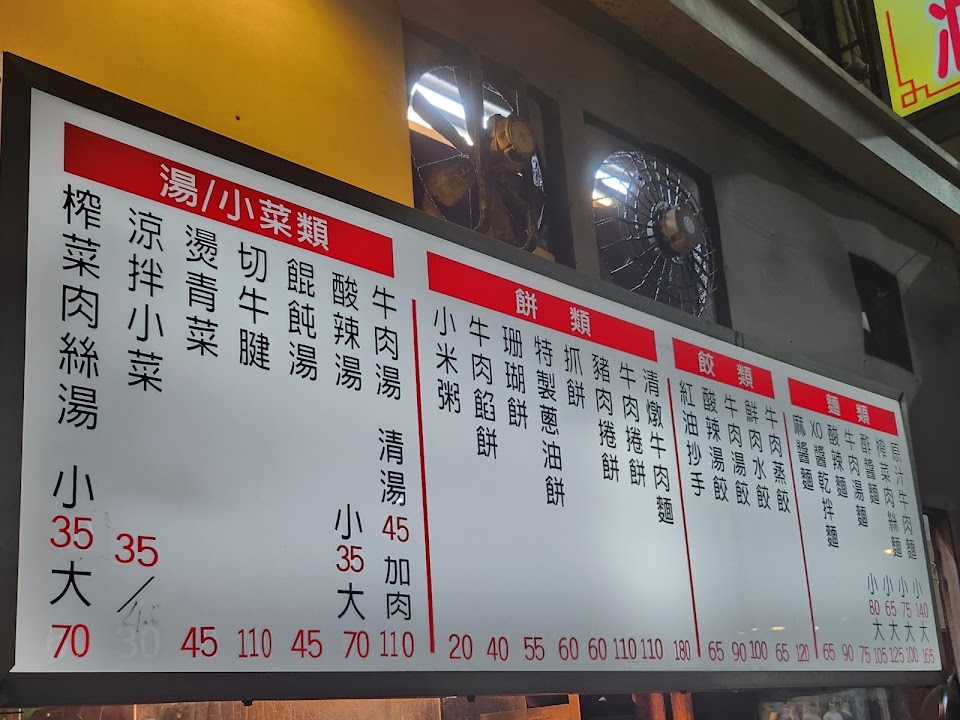 麵類
原汁牛肉麵 小 140 大 165
榨菜肉絲麵 小 75 大 100
酢醬麵 小 65 大 125
牛肉湯麵 小 80 大 105
酸辣麵 75
XO醬乾拌麵 90
麻醬麵 65
餃類
牛肉蒸餃 120
鮮肉水餃 65
牛肉湯餃 100
酸辣湯餃 90
紅油抄手 65
餅類
清燉牛肉麵 180
牛肉捲餅 110
豬肉捲餅 110
抓餅 60
特製蔥油餅 60
珊瑚餅 55
牛肉餡餅 40
小米粥 20
湯/小菜類
牛肉湯 清湯 45 加肉 110
酸辣湯 小 35 大 70
餛飩湯 45
切牛腱 110
燙青菜 45
涼拌小菜 35 /
榨菜肉絲湯 小 35 大 70